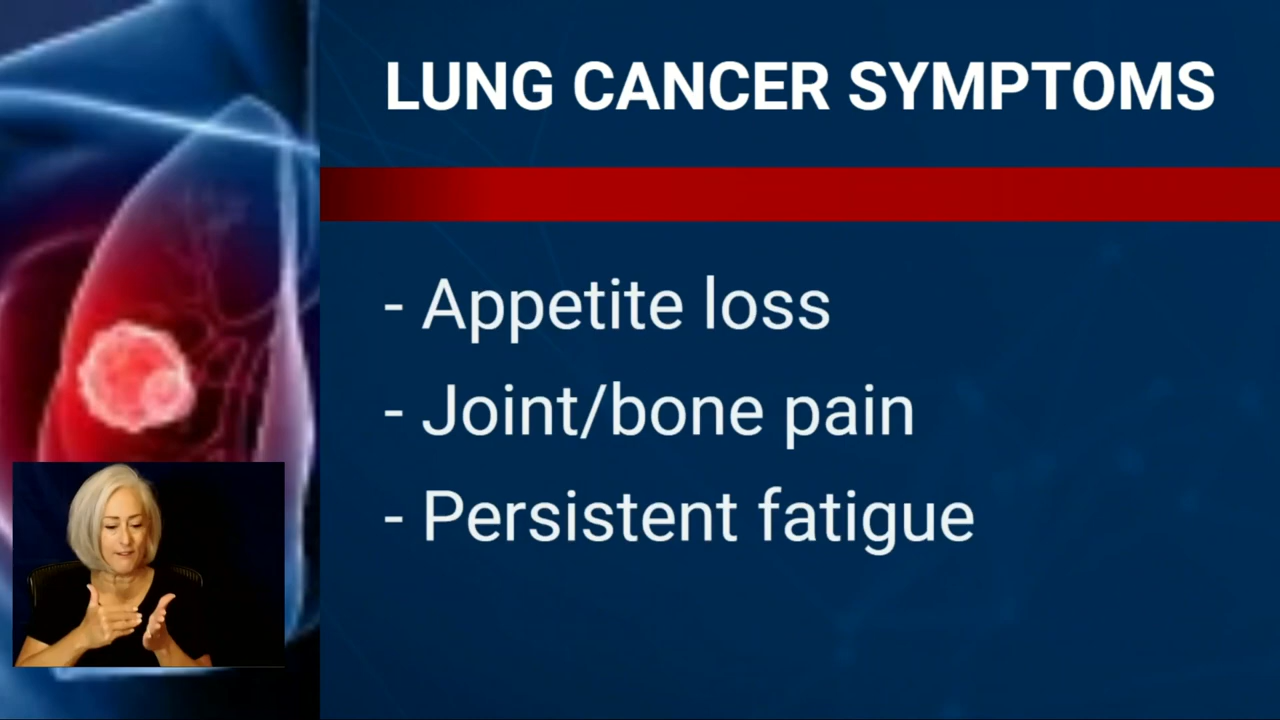 LUNG CANCER SYMPTOMS
- Appetite loss
- Joint/bone pain
- Persistent fatigue